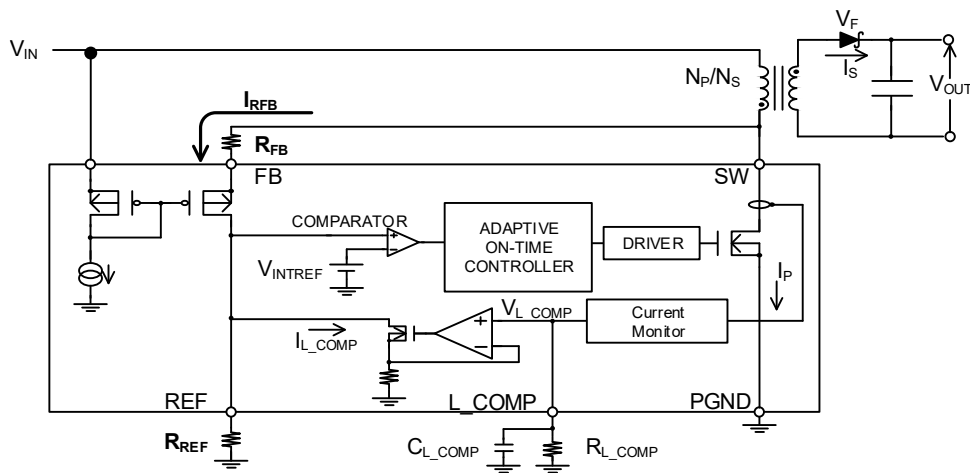 V_F
V_IN
I_S
N_P/N_S
V_OUT
I_RFB
R_FB
FB
SW
COMPARATOR
ADAPTIVE
ON-TIME
CONTROLLER
DRIVER
V_INTREF
I_P
V_L_COMP
Current
Monitor
I_L_COMP
REF
L_COMP
PGND
R_REF
C_L_COMP
R_L_COMP